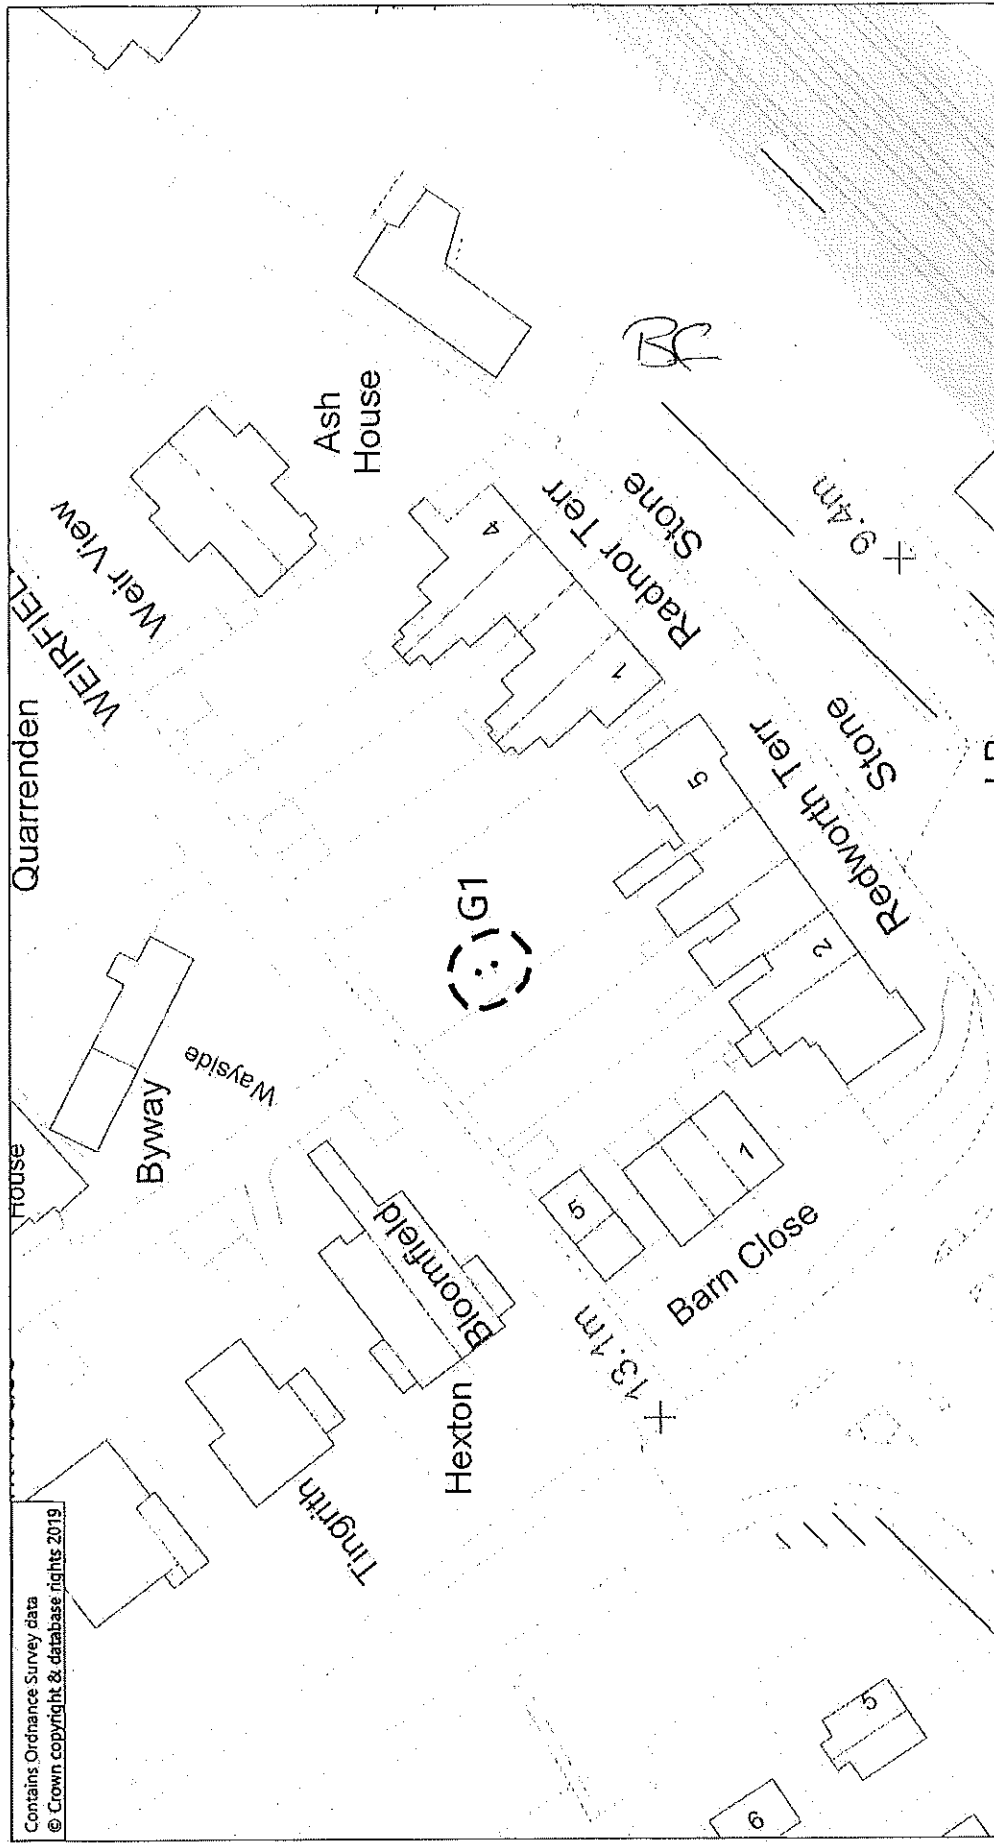 Quarrenden
WEIRFIEL
Weir View
Ash
House
BC
House
Byway
Wayside
G1
4
1
Radnor Terr
Stone
9.4m
5
2
Redworth Terr
Stone
Bloomfield
Hexton
Tingrith
5
1
Barn Close
13.1m
5
6
Contains Ordnance Survey data
© Crown copyright & database rights 2019